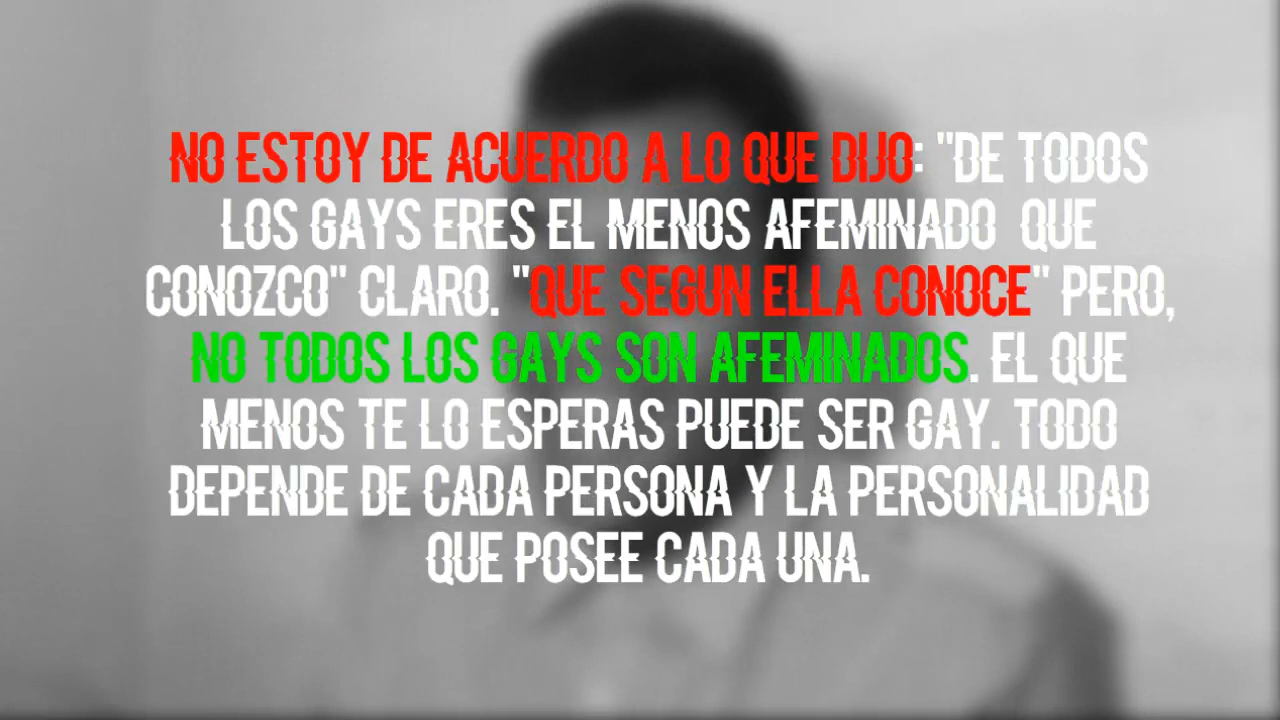 NO ESTOY DE ACUERDO A LO QUE DIJO: "DE TODOS
LOS GAYS ERES EL MENOS AFEMINADO QUE
CONOZCO" CLARO. "QUE SEGUN ELLA CONOCE" PERO,
NO TODOS LOS GAYS SON AFEMINADOS. EL QUE
MENOS TE LO ESPERAS PUEDE SER GAY. TODO
DEPENDE DE CADA PERSONA Y LA PERSONALIDAD
QUE POSEE CADA UNA.